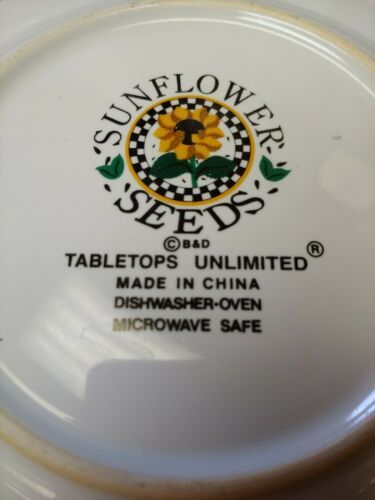 SUNFLOWER
SEEDS
© B&D
TABLETOPS UNLIMITED®
MADE IN CHINA
DISHWASHER·OVEN
MICROWAVE SAFE